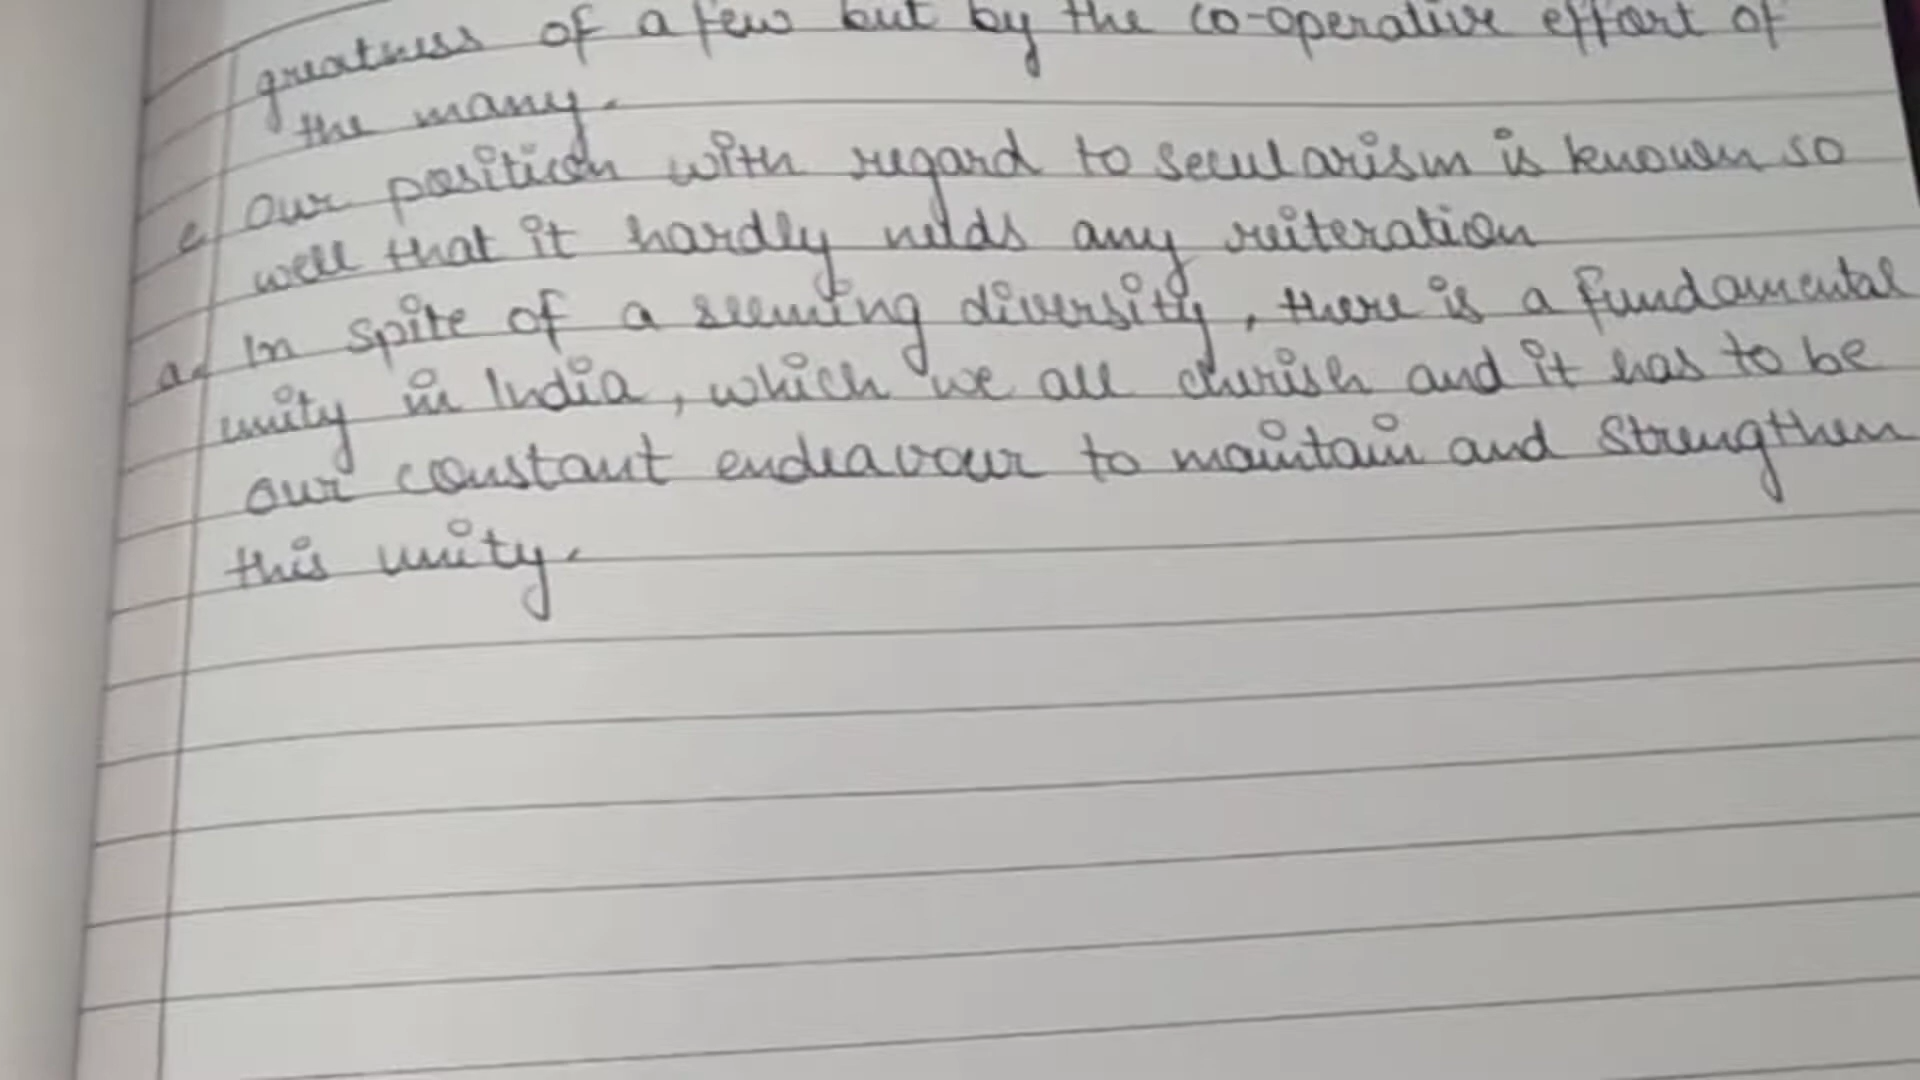 greatness of a few but by the co-operative effort of
the many.
e. Our position with regard to secularism is known so
well that it hardly needs any reiteration
a. In spite of a seeming diversity, there is a fundamental
unity in India, which we all cherish and it has to be
our constant endeavour to maintain and strengthen
this unity.